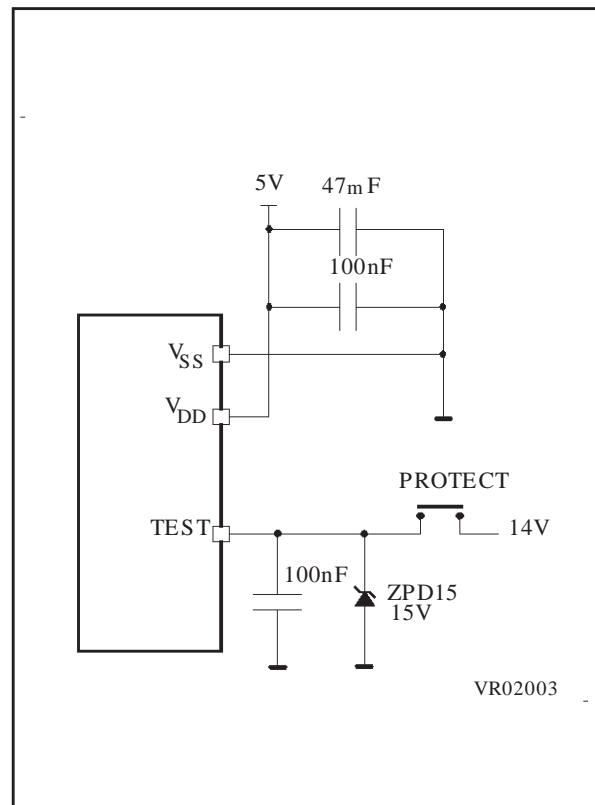 5V
47mF
100nF
VSS
VDD
PROTECT
TEST
14V
100nF
ZPD15
15V
VR02003